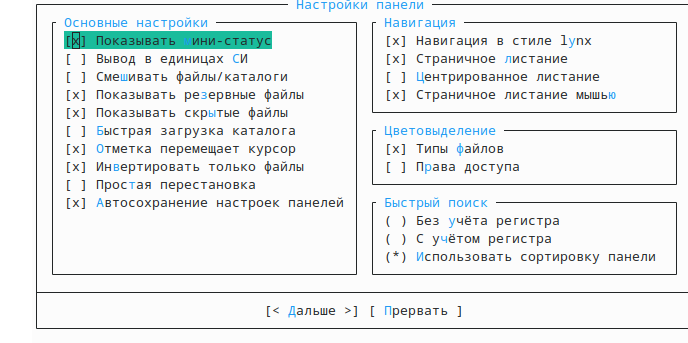 Настройки панели
Основные настройки
[x] Показывать мини-статус
[ ] Вывод в единицах СИ
[ ] Смешивать файлы/каталоги
[x] Показывать резервные файлы
[x] Показывать скрытые файлы
[ ] Быстрая загрузка каталога
[x] Отметка перемещает курсор
[x] Инвертировать только файлы
[ ] Простая перестановка
[x] Автосохранение настроек панелей
Навигация
[x] Навигация в стиле lynx
[x] Страничное листание
[ ] Центрированное листание
[x] Страничное листание мышью
Цветовыделение
[x] Типы файлов
[ ] Права доступа
Быстрый поиск
( ) Без учёта регистра
( ) С учётом регистра
(*) Использовать сортировку панели
[< Дальше >] [ Прервать ]